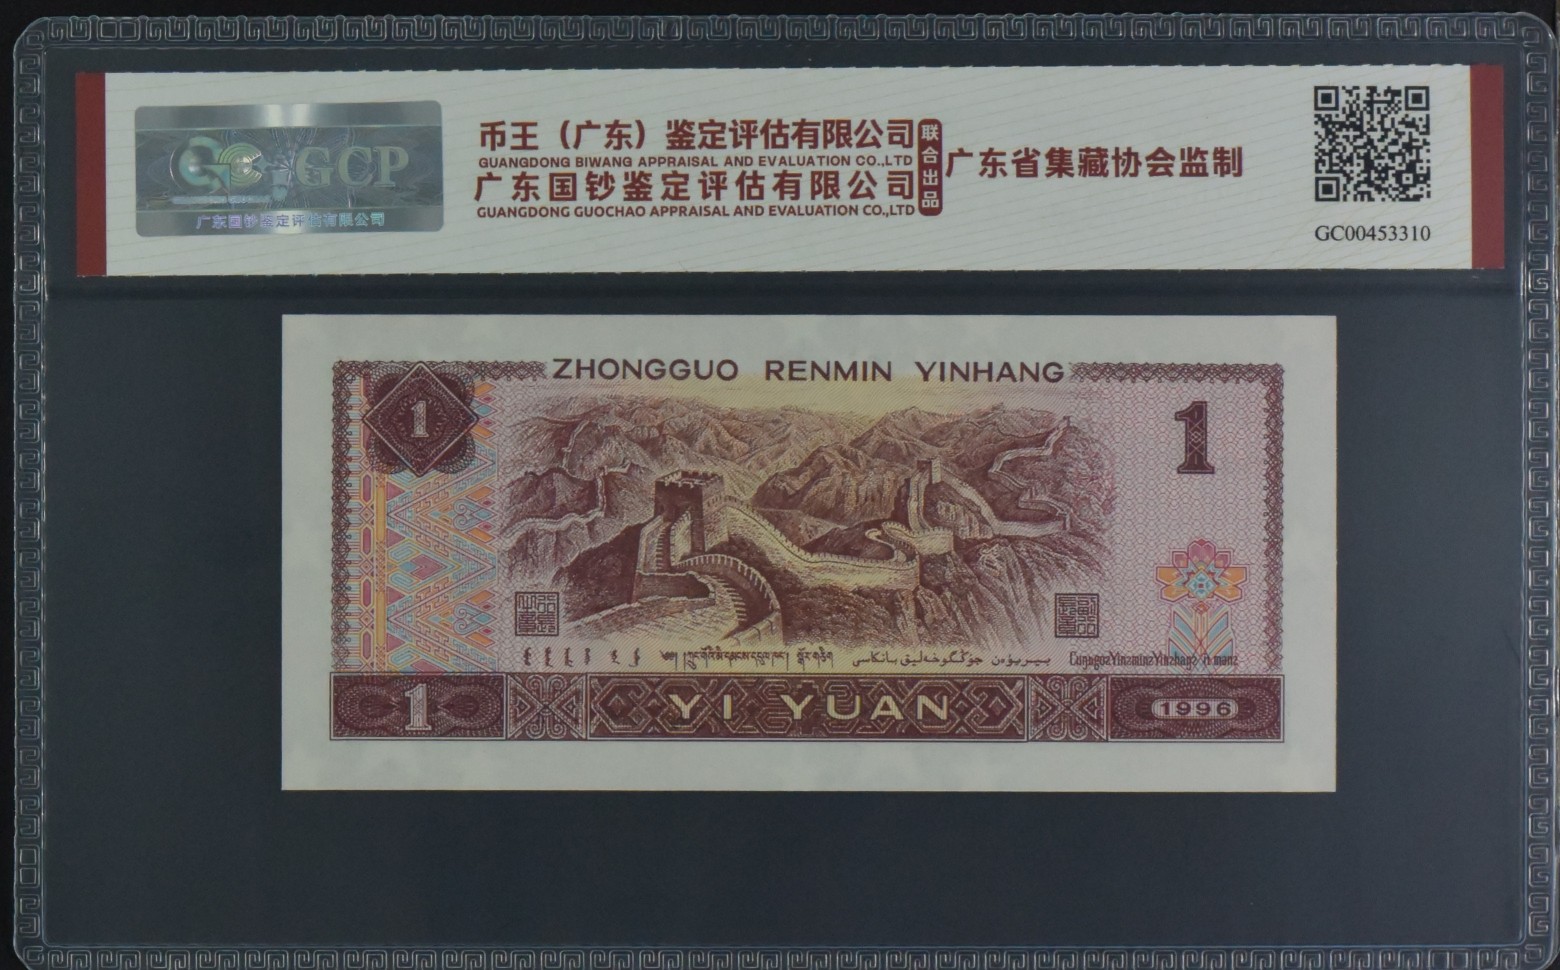 GCP
广东国钞鉴定评估有限公司
币王（广东）鉴定评估有限公司
GUANGDONG BIWANG APPRAISAL AND EVALUATION CO.,LTD
广东国钞鉴定评估有限公司
GUANGDONG GUOCHAO APPRAISAL AND EVALUATION CO.,LTD
联合出品
广东省集藏协会监制
GC00453310
ZHONGGUO RENMIN YINHANG
1
1
بىرىۋەن جۇڭگوخەلىق بانكاسى
1
YI YUAN
1996